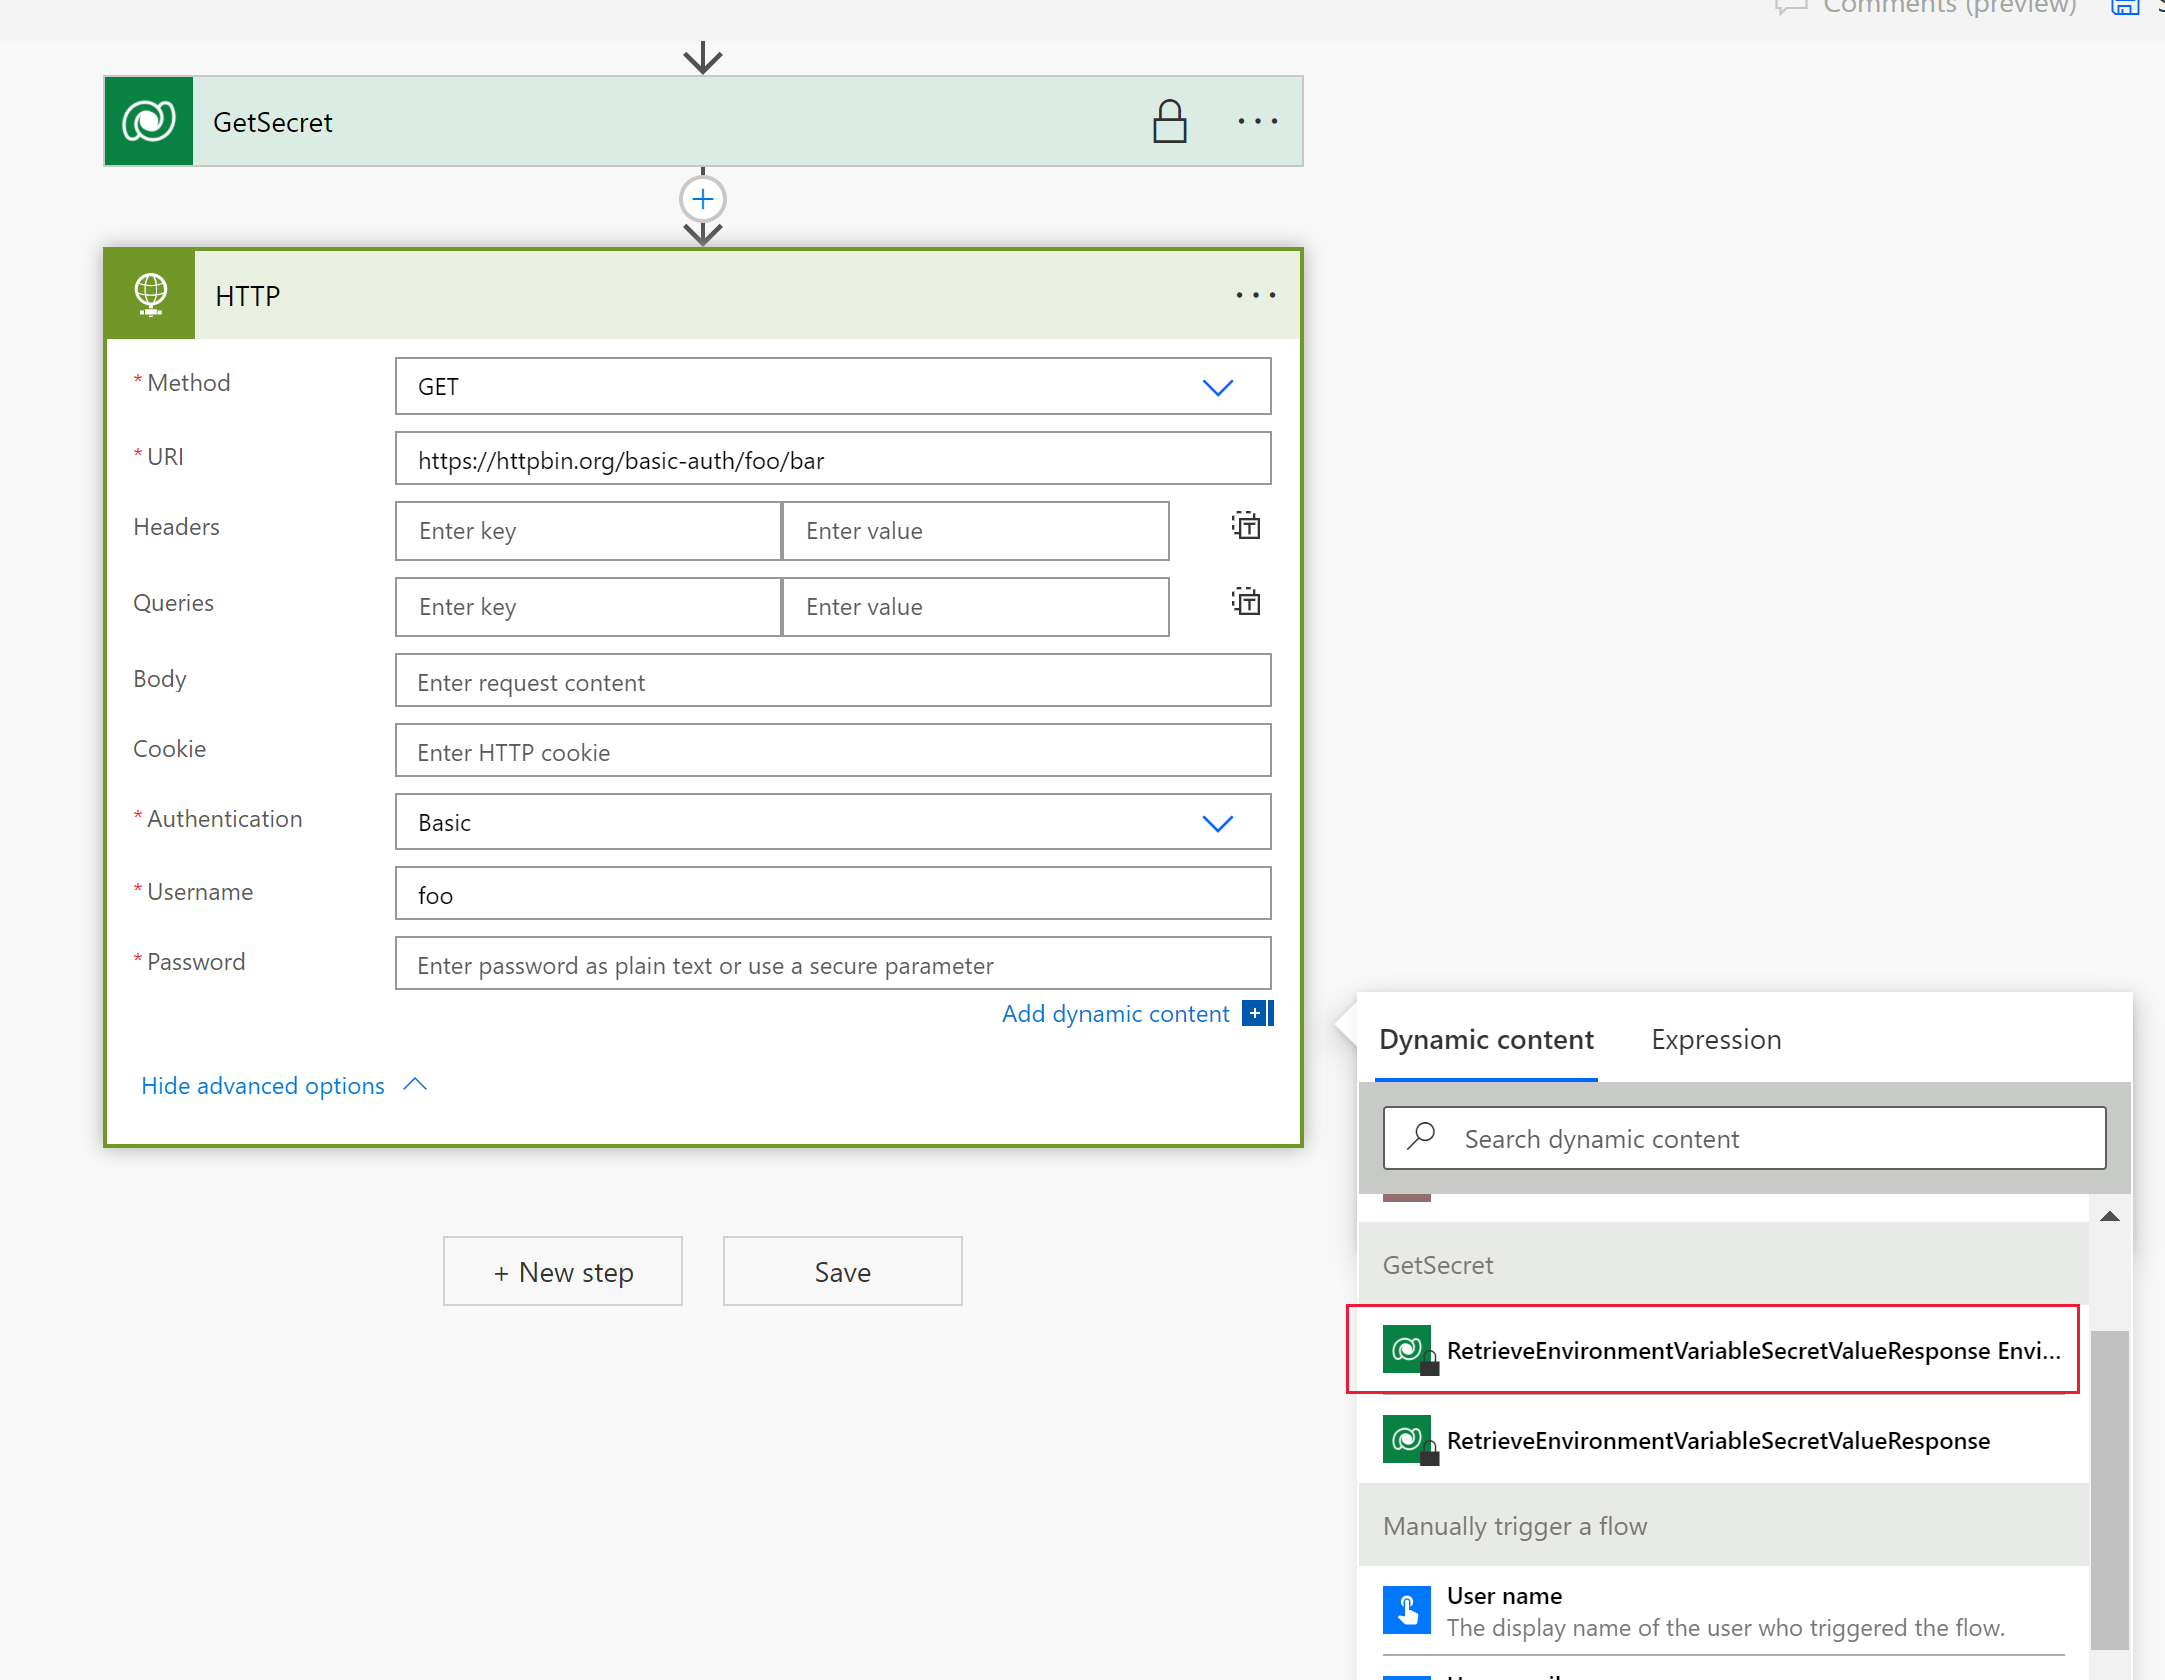 Comments (preview)
GetSecret
HTTP
* Method
GET
* URI
https://httpbin.org/basic-auth/foo/bar
Headers
Enter key
Enter value
Queries
Enter key
Enter value
Body
Enter request content
Cookie
Enter HTTP cookie
* Authentication
Basic
* Username
foo
* Password
Enter password as plain text or use a secure parameter
Add dynamic content
Hide advanced options
+ New step
Save
Dynamic content
Expression
Search dynamic content
GetSecret
RetrieveEnvironmentVariableSecretValueResponse Envi...
RetrieveEnvironmentVariableSecretValueResponse
Manually trigger a flow
User name
The display name of the user who triggered the flow.